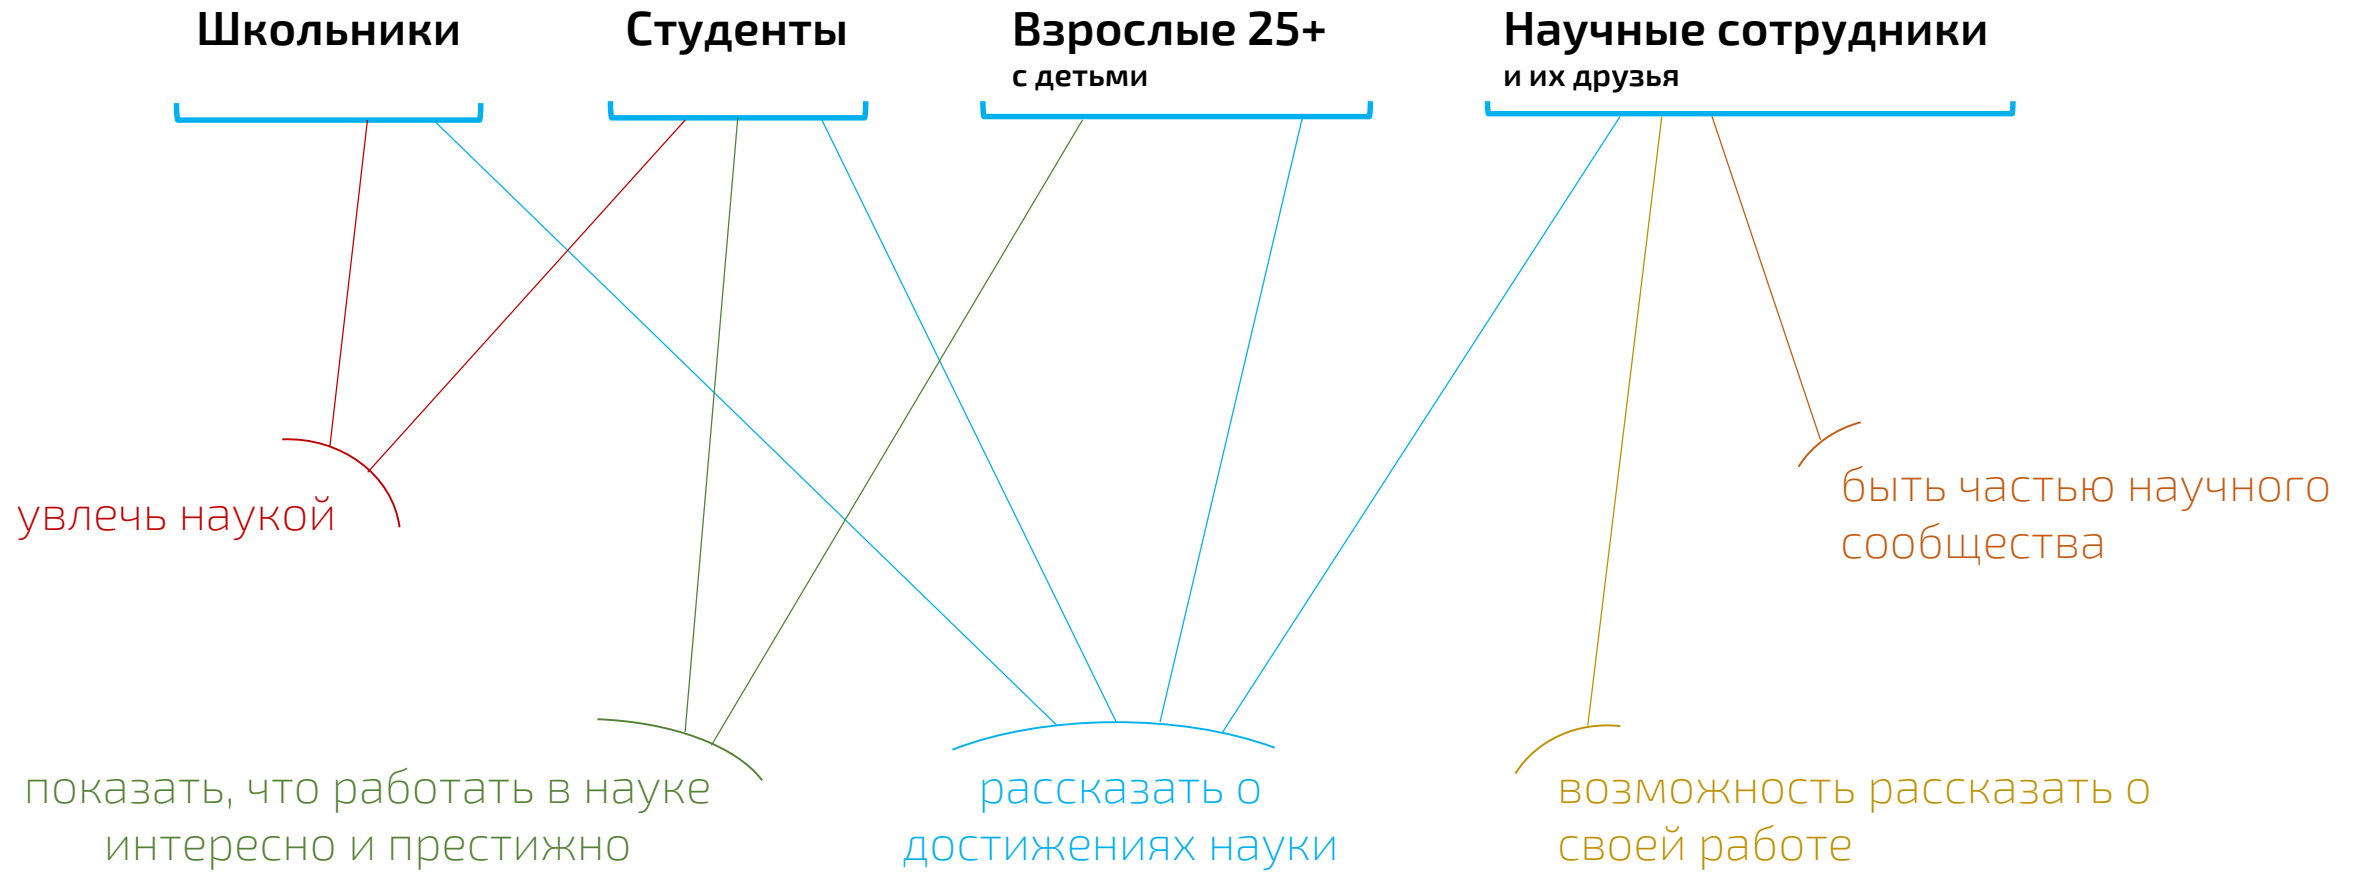 Школьники
Студенты
Взрослые 25+
с детьми
Научные сотрудники
и их друзья
увлечь наукой
быть частью научного
сообщества
показать, что работать в науке
интересно и престижно
рассказать о
достижениях науки
возможность рассказать о
своей работе